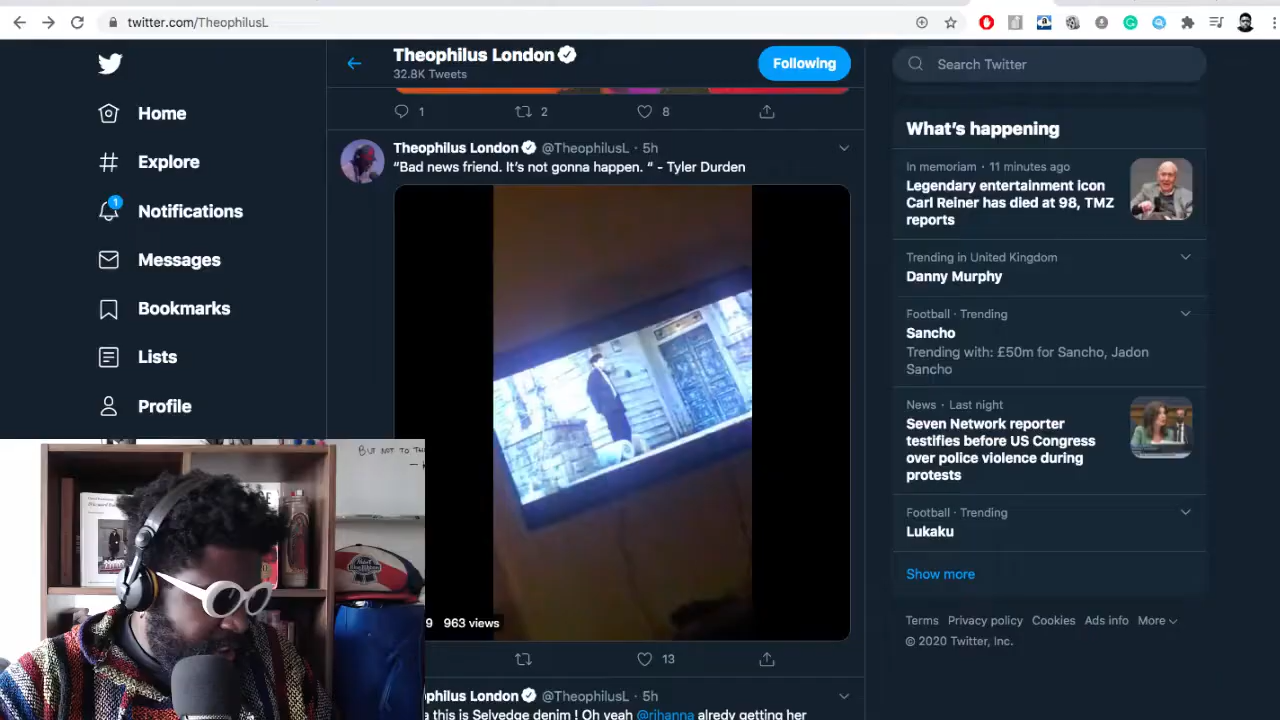 twitter.com/TheophilusL
Theophilus London
32.8K Tweets
Following
Search Twitter
Home
Explore
1
Notifications
Messages
Bookmarks
Lists
Profile
1
2
8
Theophilus London @TheophilusL · 5h
“Bad news friend. It’s not gonna happen. “ - Tyler Durden
9 963 views
13
philus London @TheophilusL · 5h
a this is Selvedge denim ! Oh yeah @rihanna alredy getting her
What’s happening
In memoriam · 11 minutes ago
Legendary entertainment icon
Carl Reiner has died at 98, TMZ
reports
Trending in United Kingdom
Danny Murphy
Football · Trending
Sancho
Trending with: £50m for Sancho, Jadon
Sancho
News · Last night
Seven Network reporter
testifies before US Congress
over police violence during
protests
Football · Trending
Lukaku
Show more
Terms Privacy policy Cookies Ads info More
© 2020 Twitter, Inc.
BUT NOT TO TH